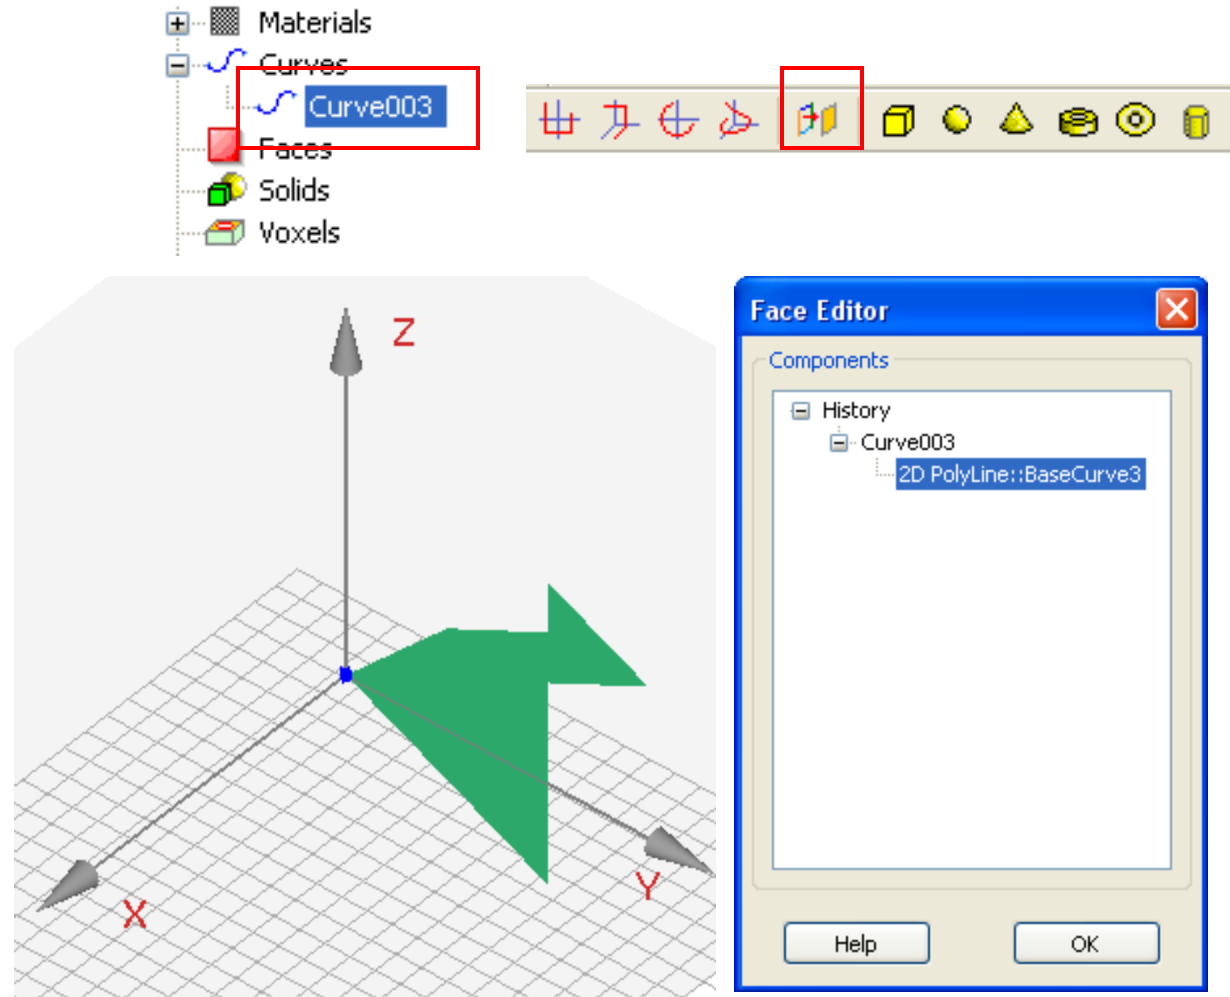 Materials
Curves
Curve003
Faces
Solids
Voxels
Z
X
Y
Face Editor
Components
History
Curve003
2D PolyLine::BaseCurve3
Help
OK